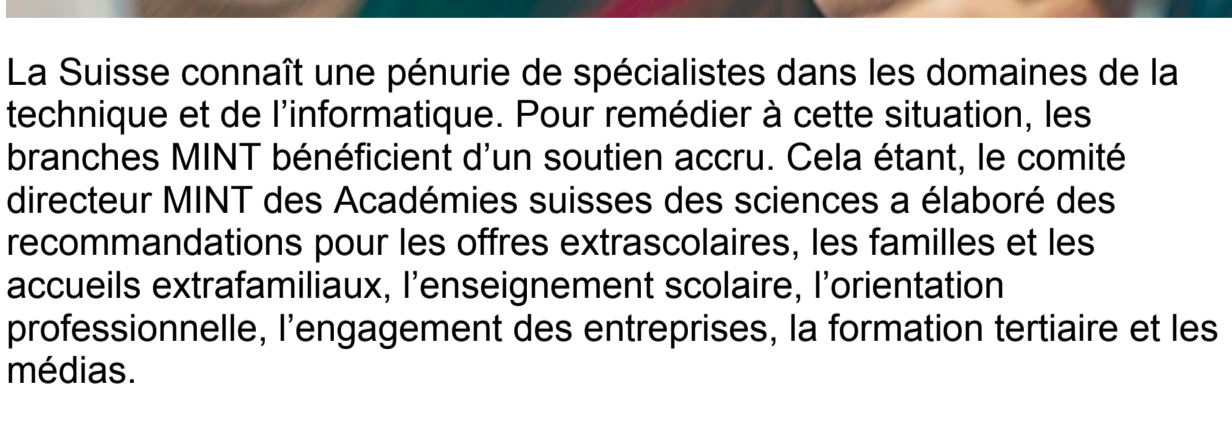 La Suisse connaît une pénurie de spécialistes dans les domaines de la
technique et de l’informatique. Pour remédier à cette situation, les
branches MINT bénéficient d’un soutien accru. Cela étant, le comité
directeur MINT des Académies suisses des sciences a élaboré des
recommandations pour les offres extrascolaires, les familles et les
accueils extrafamiliaux, l’enseignement scolaire, l’orientation
professionnelle, l’engagement des entreprises, la formation tertiaire et les
médias.